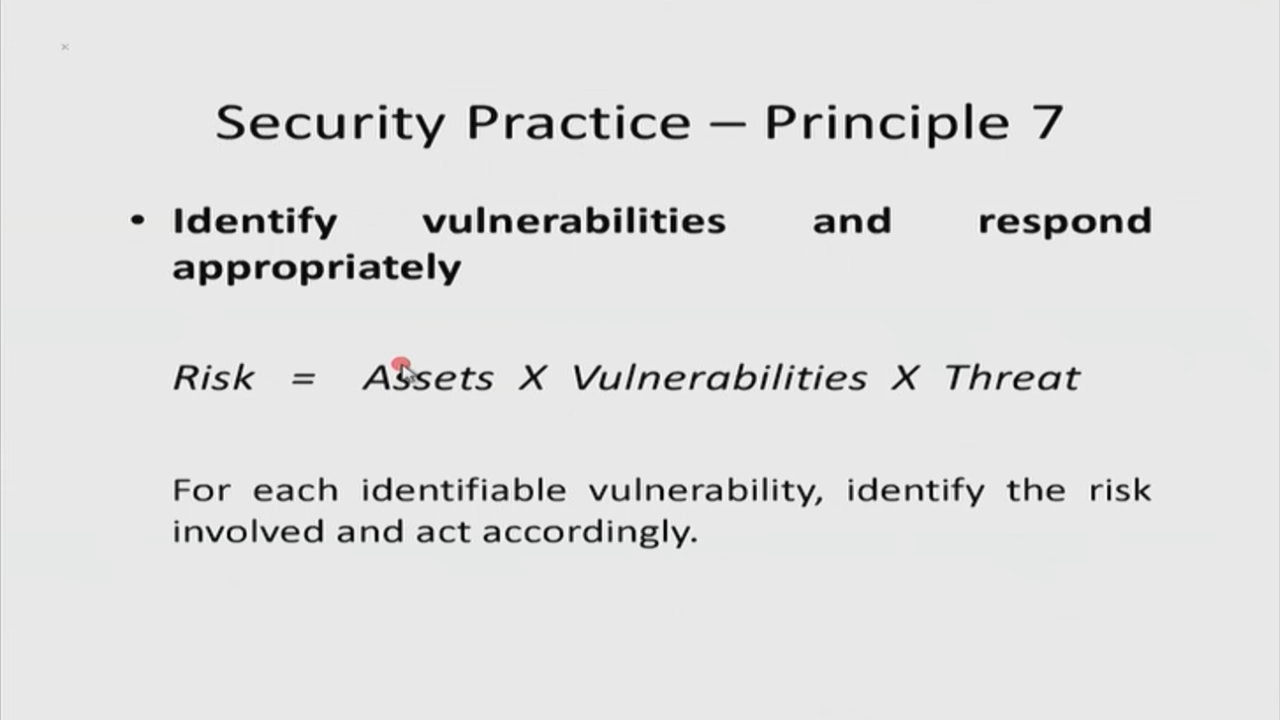 Security Practice – Principle 7
• Identify vulnerabilities and respond
appropriately
Risk = Assets X Vulnerabilities X Threat
For each identifiable vulnerability, identify the risk
involved and act accordingly.